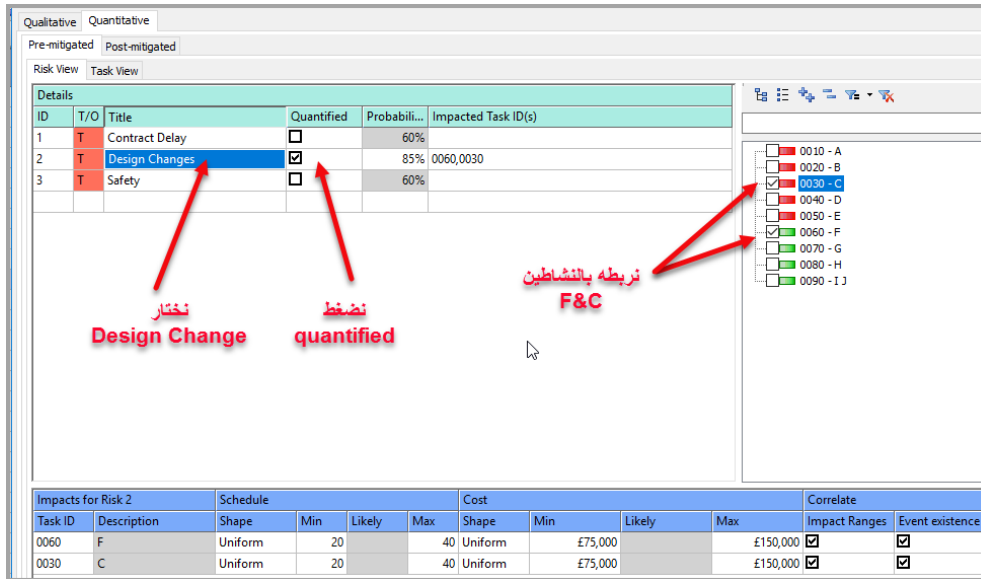 Qualitative Quantitative
Pre-mitigated Post-mitigated
Risk View Task View
Details
ID T/O Title Quantified Probabili... Impacted Task ID(s)
1 T Contract Delay 60%
2 T Design Changes 85% 0060,0030
3 T Safety 60%
0010 - A
0020 - B
0030 - C
0040 - D
0050 - E
0060 - F
0070 - G
0080 - H
0090 - I J
نختار
Design Change
نضغط
quantified
نربطه بالنشاطين
F&C
Impacts for Risk 2 Schedule Cost Correlate
Task ID Description Shape Min Likely Max Shape Min Likely Max Impact Ranges Event existence
0060 F Uniform 20 40 Uniform £75,000 £150,000
0030 C Uniform 20 40 Uniform £75,000 £150,000